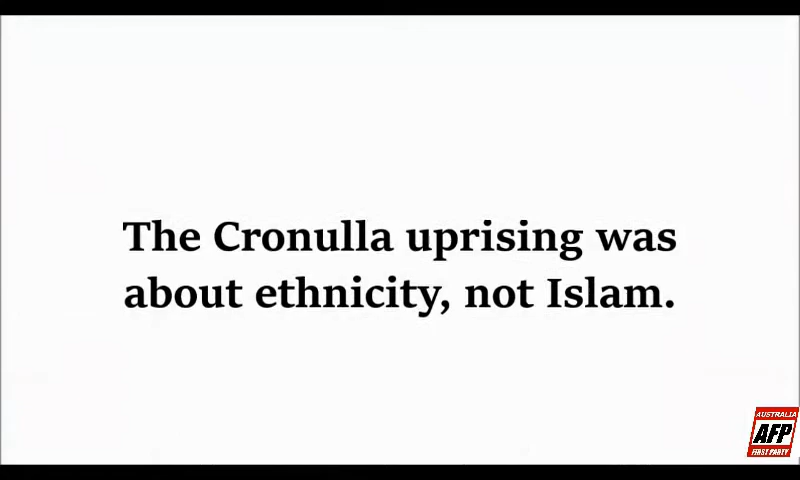 The Cronulla uprising was
about ethnicity, not Islam.
AUSTRALIA
AFP
FIRST PARTY